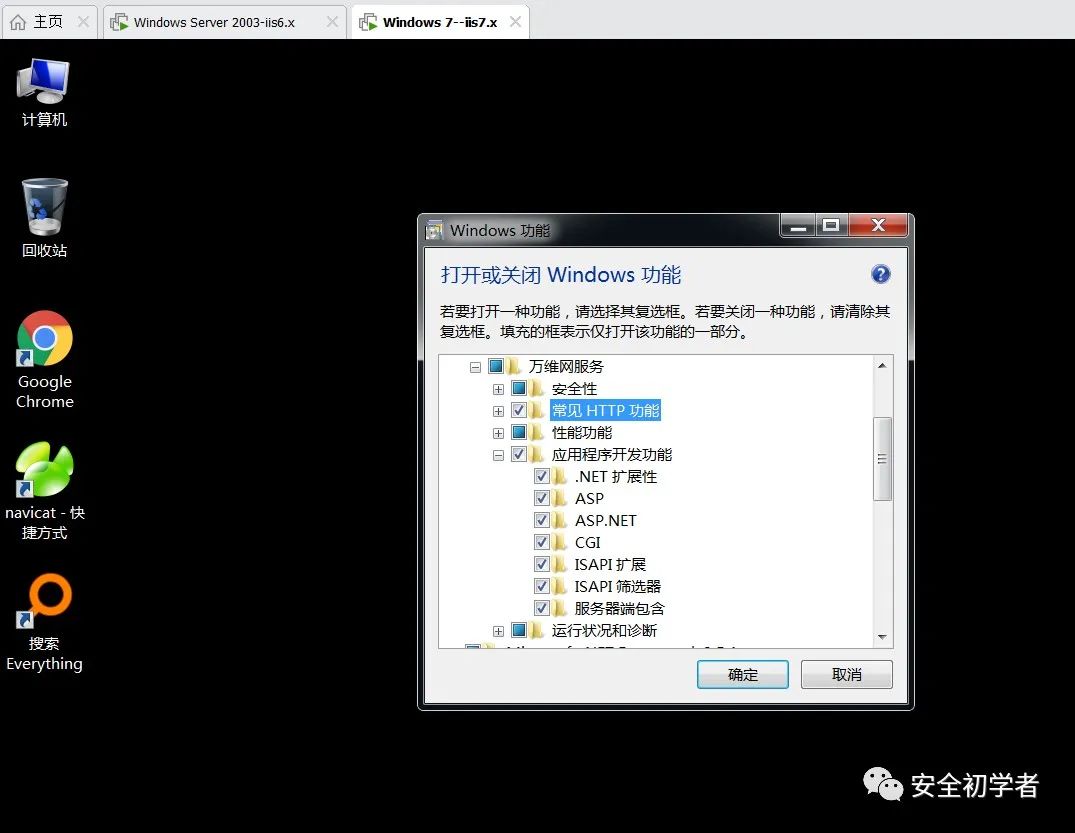 主页
Windows Server 2003-iis6.x
Windows 7--iis7.x
计算机
回收站
Google
Chrome
navicat - 快
捷方式
搜索
Everything
Windows 功能
打开或关闭 Windows 功能
若要打开一种功能，请选择其复选框。若要关闭一种功能，请清除其
复选框。填充的框表示仅打开该功能的一部分。
万维网服务
安全性
常见 HTTP 功能
性能功能
应用程序开发功能
.NET 扩展性
ASP
ASP.NET
CGI
ISAPI 扩展
ISAPI 筛选器
服务器端包含
运行状况和诊断
确定
取消
安全初学者